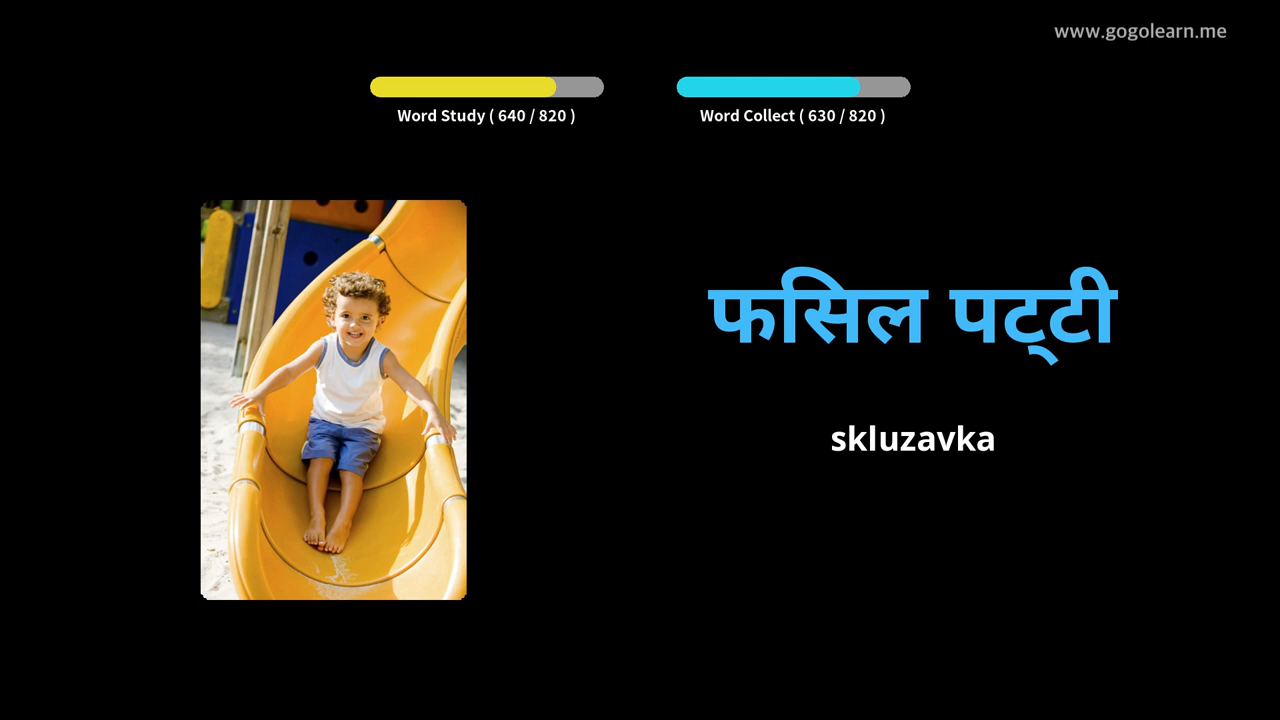 www.gogolearn.me
Word Study ( 640 / 820 )
Word Collect ( 630 / 820 )
फसिल पट्‌टी
skluzavka